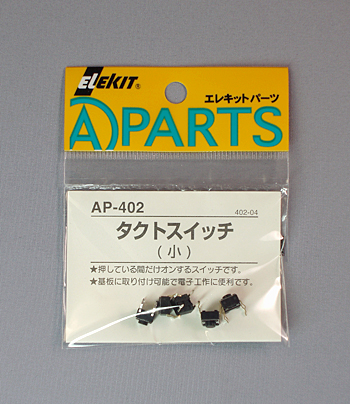 ELEKIT®
エレキットパーツ
A)PARTS
AP-402
402-04
タクトスイッチ
(小)
★押している間だけオンするスイッチです。
★基板に取り付け可能で電子工作に便利です。